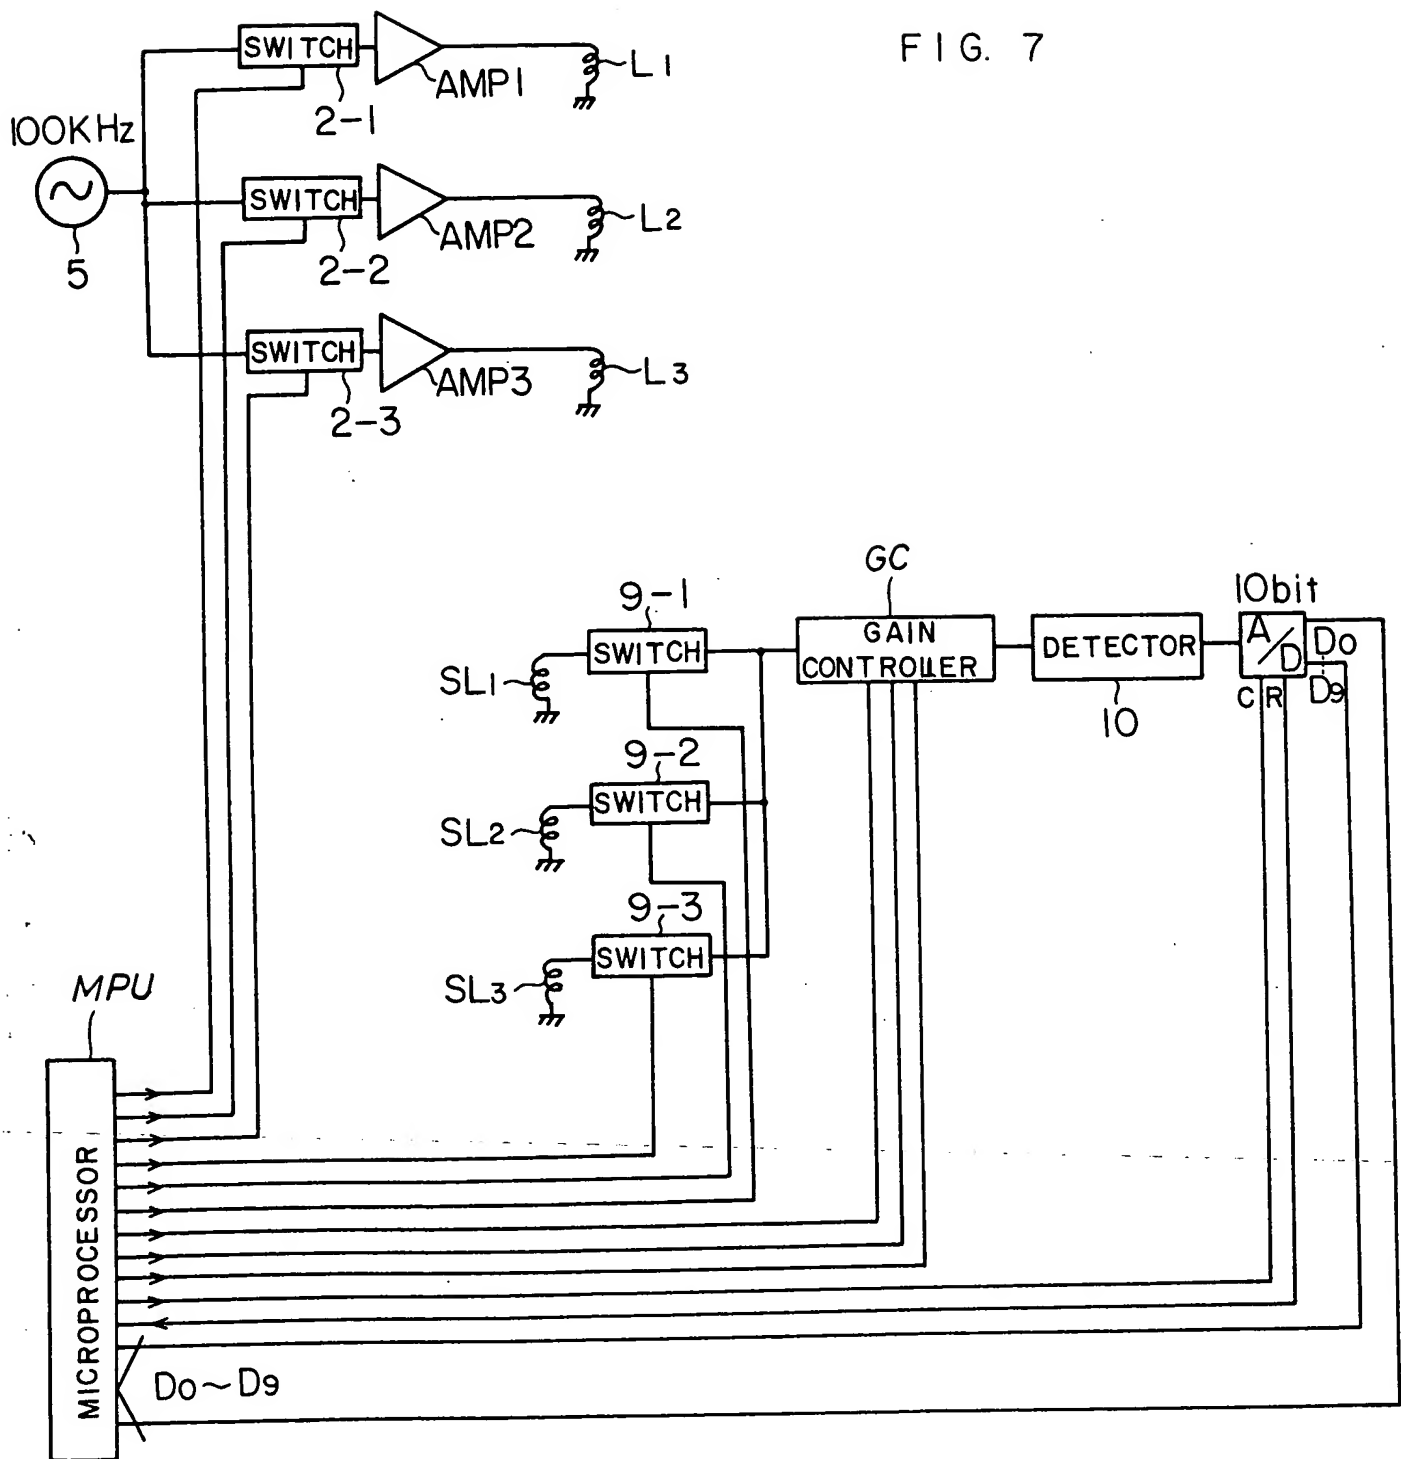 FIG. 7
SWITCH
AMP1
L1
2-1
100KHz
5
SWITCH
AMP2
L2
2-2
SWITCH
AMP3
L3
2-3
GC
10bit
9-1
SWITCH
GAIN
CONTROLLER
DETECTOR
A/D
D0
D9
C R
10
SL1
9-2
SWITCH
SL2
9-3
SWITCH
SL3
MPU
MICROPROCESSOR
D0~D9